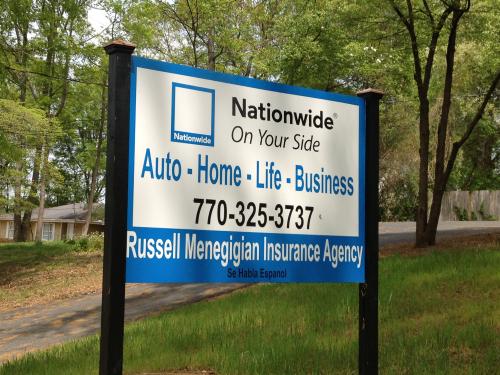 Nationwide®
Nationwide
On Your Side
Auto - Home - Life - Business
770-325-3737
Russell Menegigian Insurance Agency
Se Habla Espanol